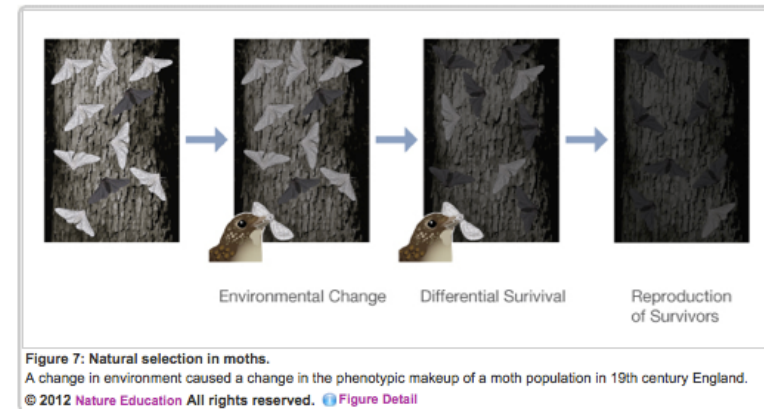 Environmental Change
Differential Surivival
Reproduction
of Survivors
Figure 7: Natural selection in moths.
A change in environment caused a change in the phenotypic makeup of a moth population in 19th century England.
© 2012 Nature Education All rights reserved. Figure Detail